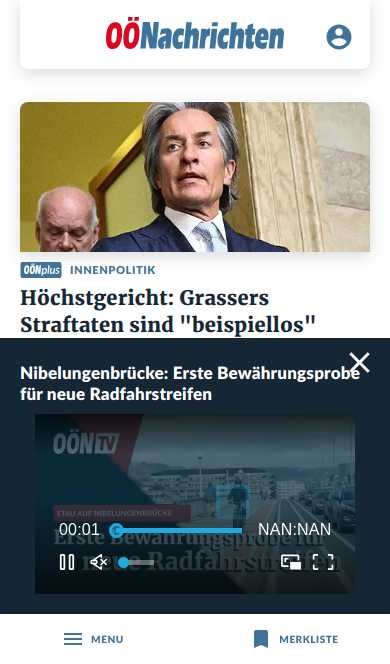 OÖNachrichten
OÖNplus INNENPOLITIK
Höchstgericht: Grassers
Straftaten sind "beispiellos"
Nibelungenbrücke: Erste Bewährungsprobe
für neue Radfahrstreifen
OÖN TV
STAU AUF NIBELUNGENBRÜCKE
Erste Bewährungsprobe für
neue Radfahrstreifen
00:01 NAN:NAN
MENU MERKLISTE